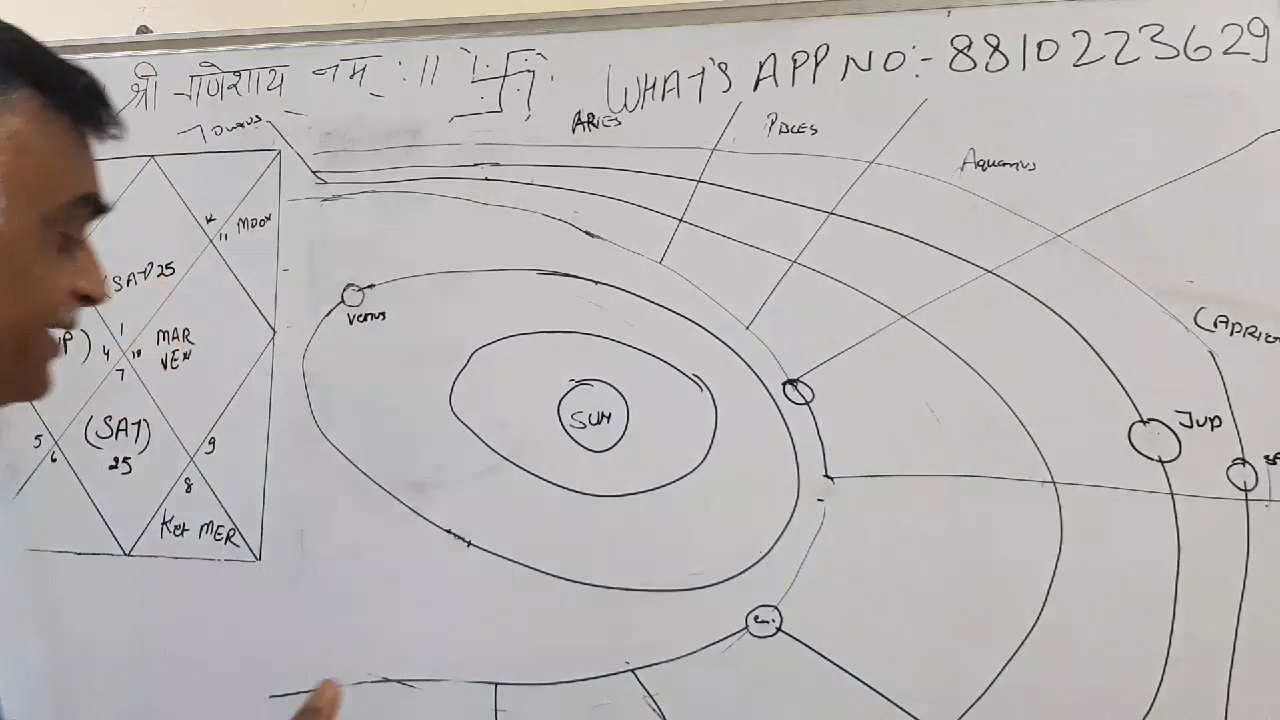 श्री गणेशाय नमः ।।
WHAT'S APP NO:- 8810223629
ARIES
PISCES
Aquarius
12
11 MOON
(SAT) 25
1
4 10
7
MAR
VEN
(SAT)
25
5
6
9
8
Ket MER
Venus
SUN
Jup